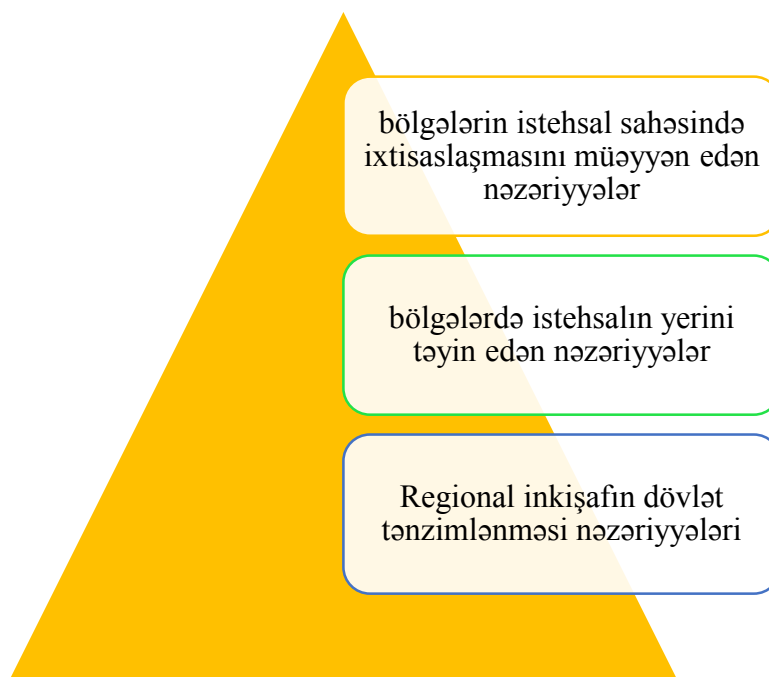 bölgələrin istehsal sahəsində
ixtisaslaşmasını müəyyən edən
nəzəriyyələr
bölgələrdə istehsalın yerini
təyin edən nəzəriyyələr
Regional inkişafın dövlət
tənzimlənməsi nəzəriyyələri